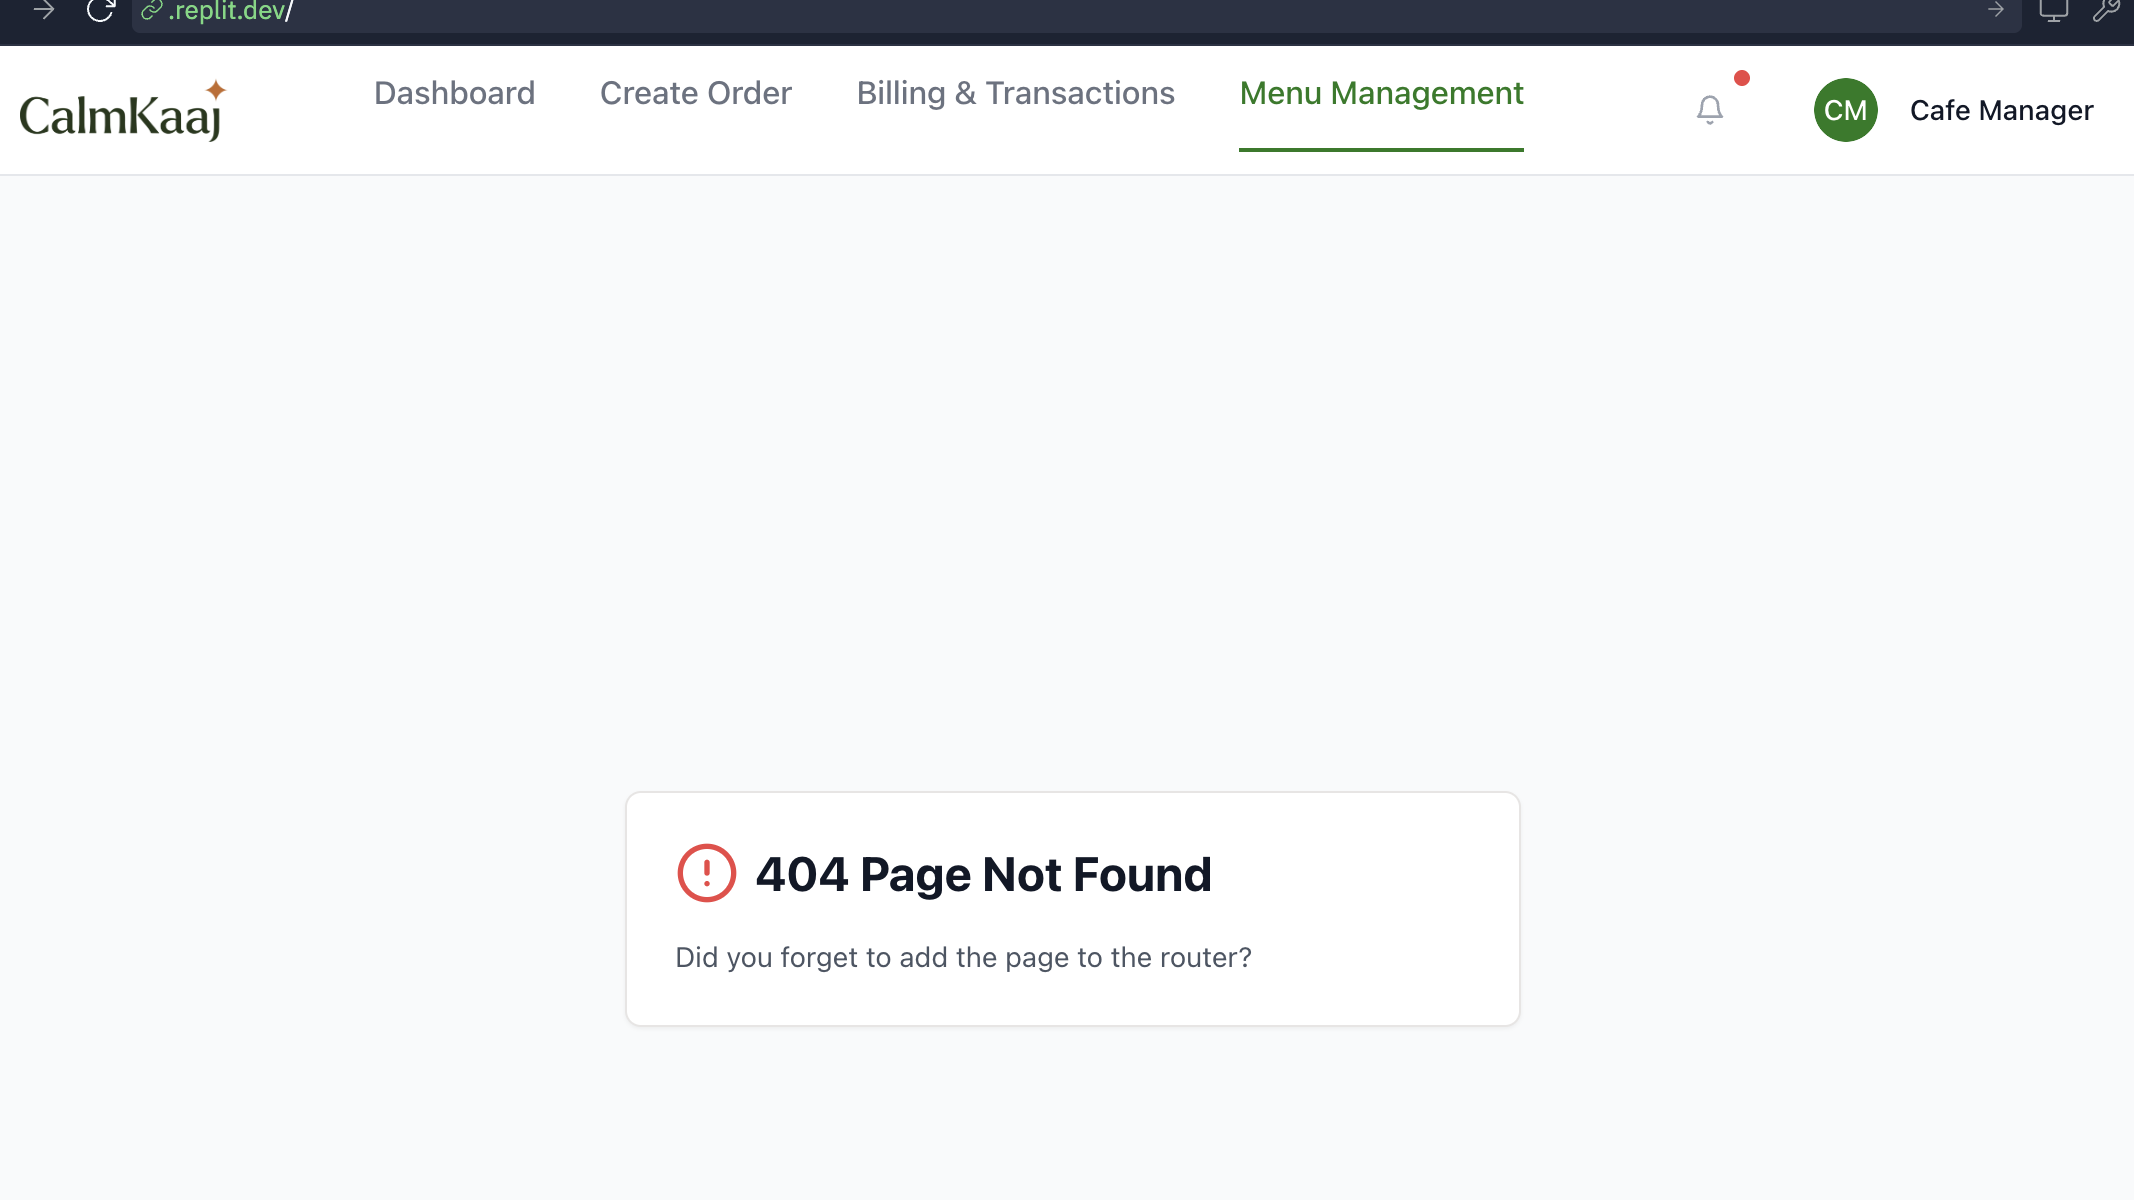 .replit.dev/
CalmKaaj
Dashboard
Create Order
Billing & Transactions
Menu Management
CM
Cafe Manager
404 Page Not Found
Did you forget to add the page to the router?